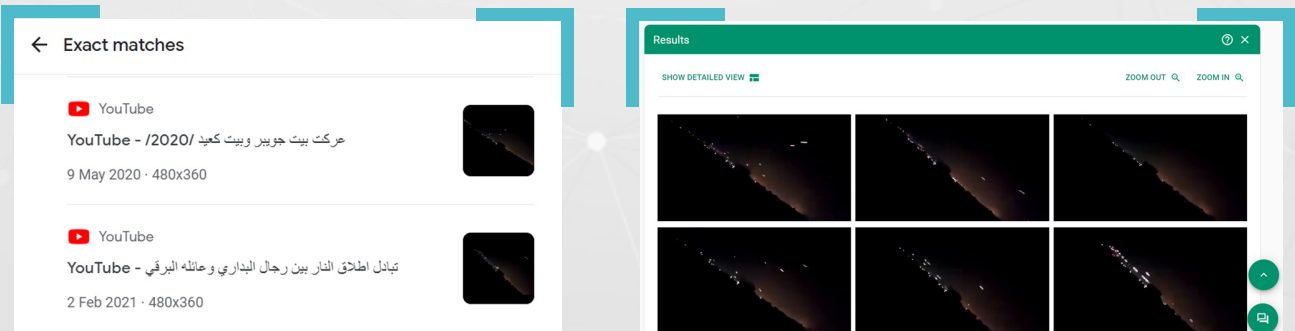 Exact matches
YouTube
عركت بيت جويبر وبيت كعيد /2020/ - YouTube
9 May 2020 · 480x360
YouTube
تبادل اطلاق النار بين رجال البداري وعائله البرقي - YouTube
2 Feb 2021 · 480x360
Results
SHOW DETAILED VIEW
ZOOM OUT
ZOOM IN